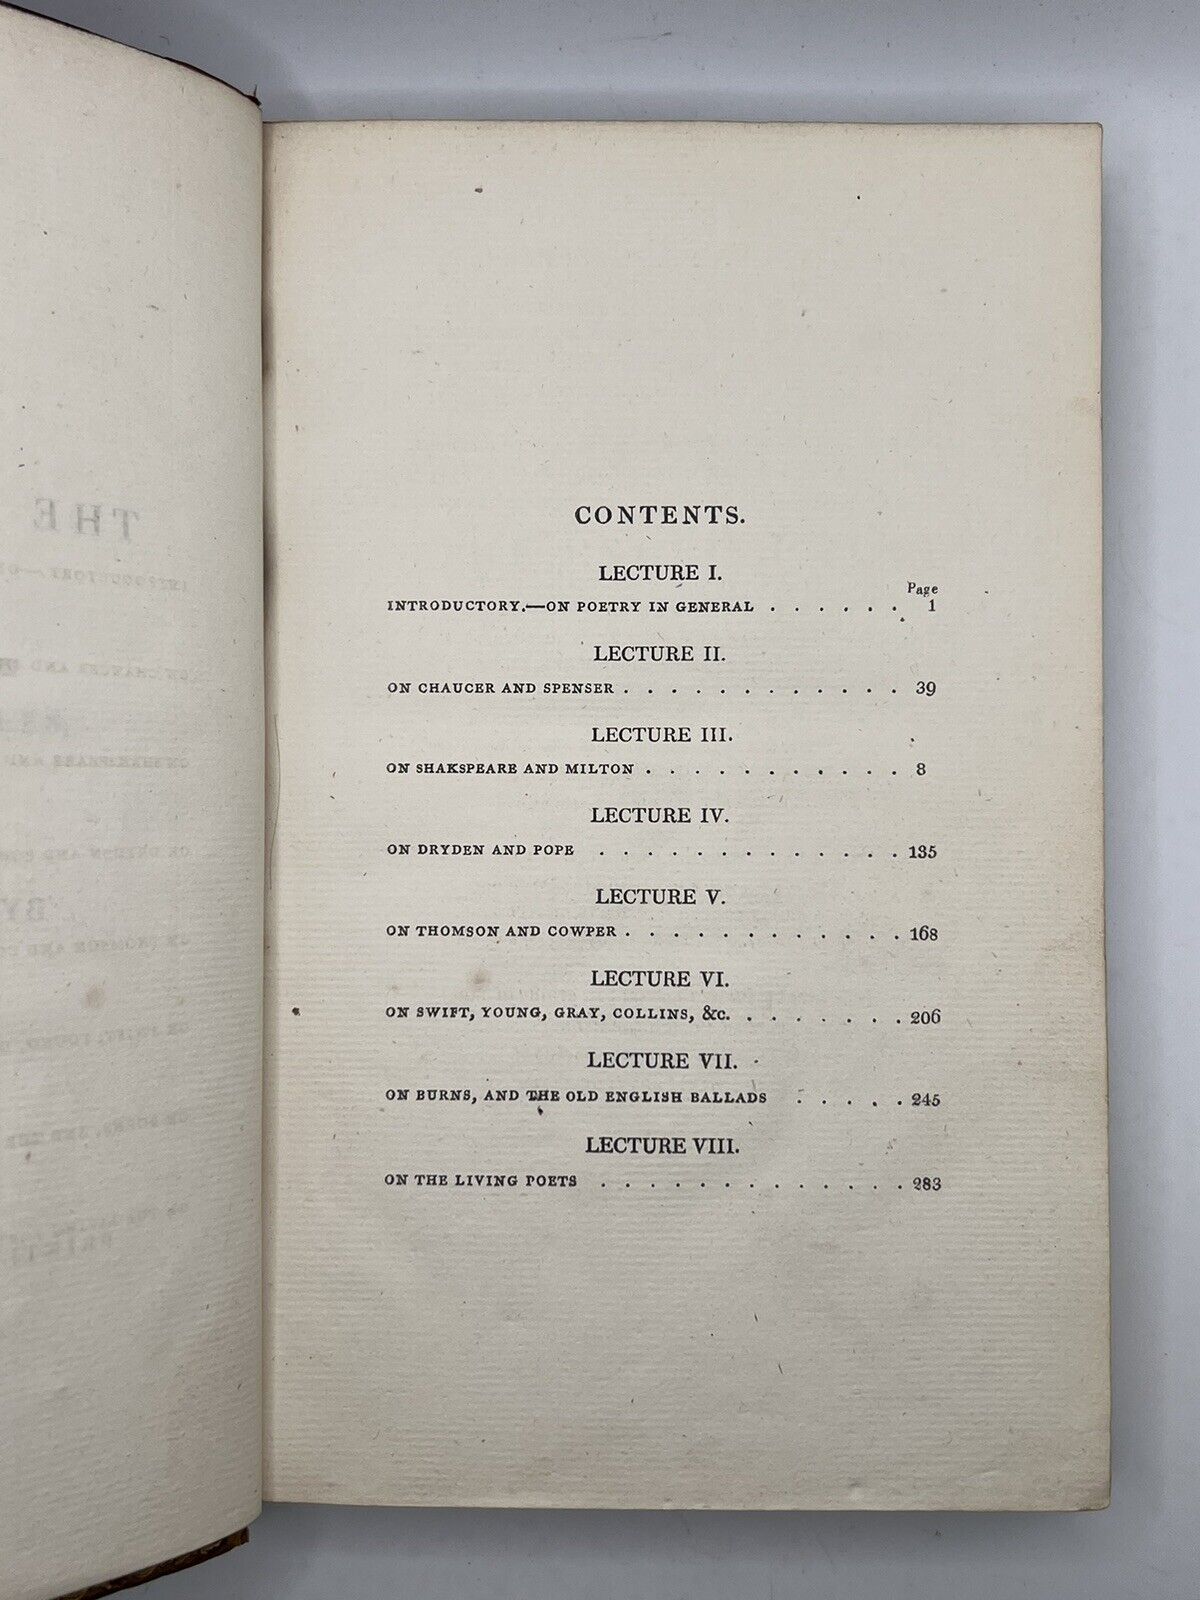 THE
BY
CONTENTS.
LECTURE I.
Page
INTRODUCTORY.—ON POETRY IN GENERAL . . . . . . 1
LECTURE II.
ON CHAUCER AND SPENSER . . . . . . . . . . . . 39
LECTURE III.
ON SHAKSPEARE AND MILTON . . . . . . . . . . . 8
LECTURE IV.
ON DRYDEN AND POPE . . . . . . . . . . . . . 135
LECTURE V.
ON THOMSON AND COWPER . . . . . . . . . . . . 168
LECTURE VI.
ON SWIFT, YOUNG, GRAY, COLLINS, &c. . . . . . . . 206
LECTURE VII.
ON BURNS, AND THE OLD ENGLISH BALLADS . . . . . 245
LECTURE VIII.
ON THE LIVING POETS . . . . . . . . . . . . . 283